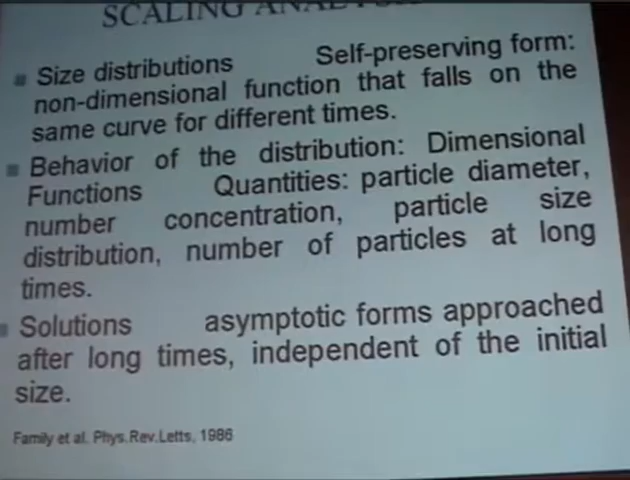 SCALING
Size distributions Self-preserving form:
non-dimensional function that falls on the
same curve for different times.
Behavior of the distribution: Dimensional
Functions Quantities: particle diameter,
number concentration, particle size
distribution, number of particles at long
times.
Solutions asymptotic forms approached
after long times, independent of the initial
size.
Family et al. Phys.Rev.Letts, 1986